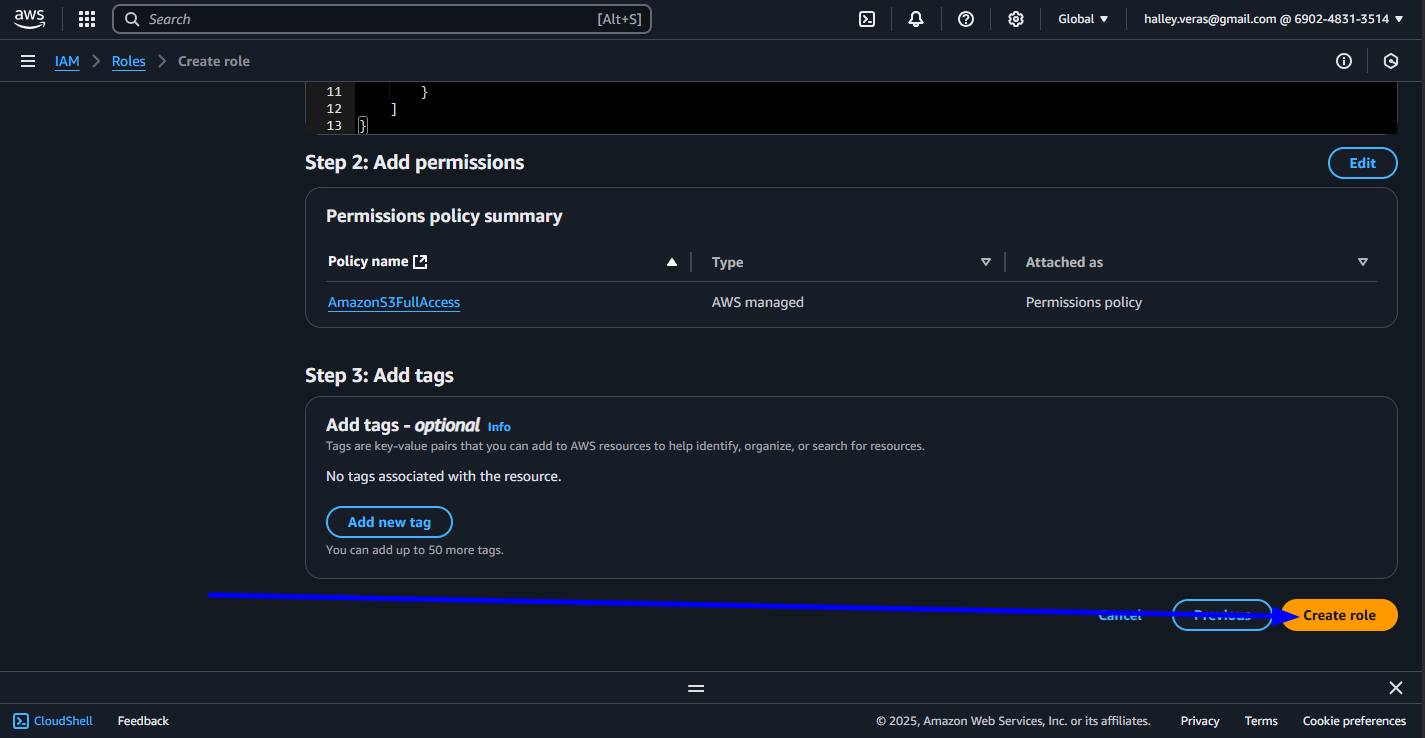 aws Search [Alt+S] Global halley.veras@gmail.com @ 6902-4831-3514
IAM Roles Create role
11 }
12 ]
13 }
Step 2: Add permissions Edit
Permissions policy summary
Policy name Type Attached as
AmazonS3FullAccess AWS managed Permissions policy
Step 3: Add tags
Add tags - optional Info
Tags are key-value pairs that you can add to AWS resources to help identify, organize, or search for resources.
No tags associated with the resource.
Add new tag
You can add up to 50 more tags.
Cancel Previous Create role
CloudShell Feedback © 2025, Amazon Web Services, Inc. or its affiliates. Privacy Terms Cookie preferences